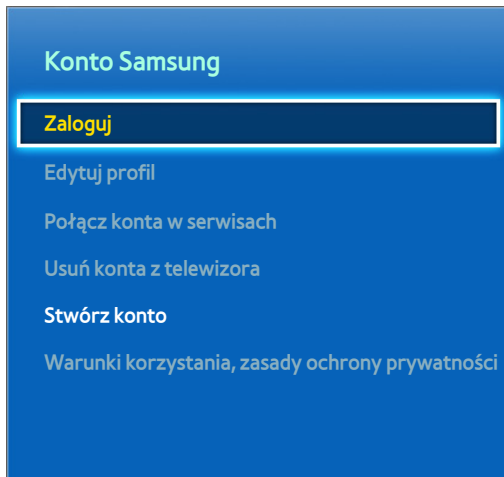 Konto Samsung
Zaloguj
Edytuj profil
Połącz konta w serwisach
Usuń konta z telewizora
Stwórz konto
Warunki korzystania, zasady ochrony prywatności